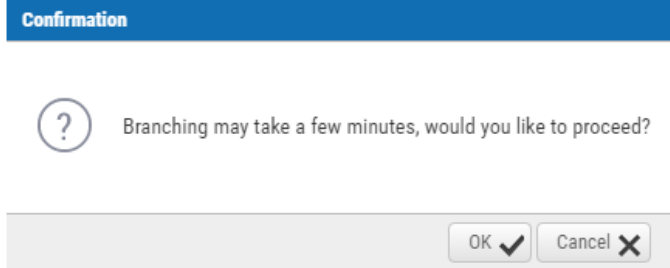 Confirmation
?
Branching may take a few minutes, would you like to proceed?
OK
Cancel